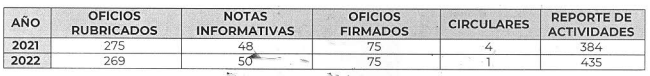 AÑO OFICIOS RUBRICADOS NOTAS INFORMATIVAS OFICIOS FIRMADOS CIRCULARES REPORTE DE ACTIVIDADES
2021 275 48 75 4 384
2022 269 50 75 1 435